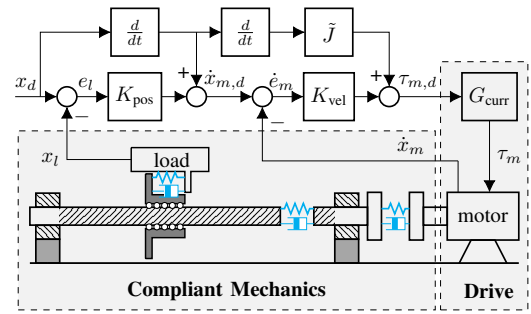 d/dt d/dt J̃
x_d e_l K_pos ẋ_{m,d} ė_m K_vel τ_{m,d} G_curr
+ + − −
x_l load ẋ_m τ_m
motor
Compliant Mechanics Drive